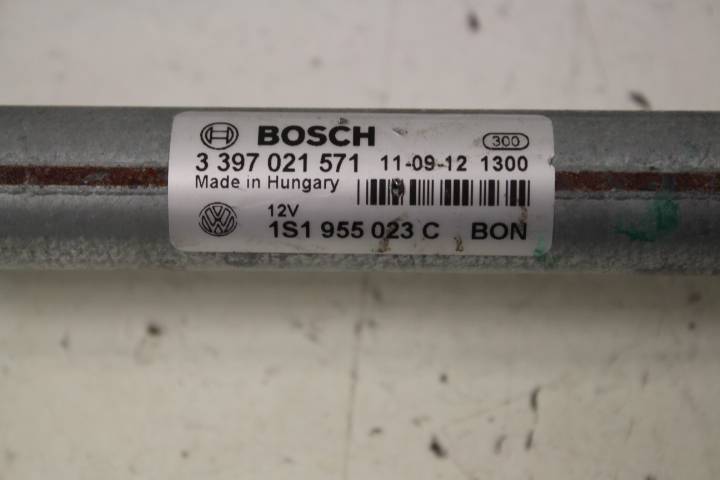 BOSCH 300
3 397 021 571 11-09-12 1300
Made in Hungary
12V
1S1 955 023 C BON